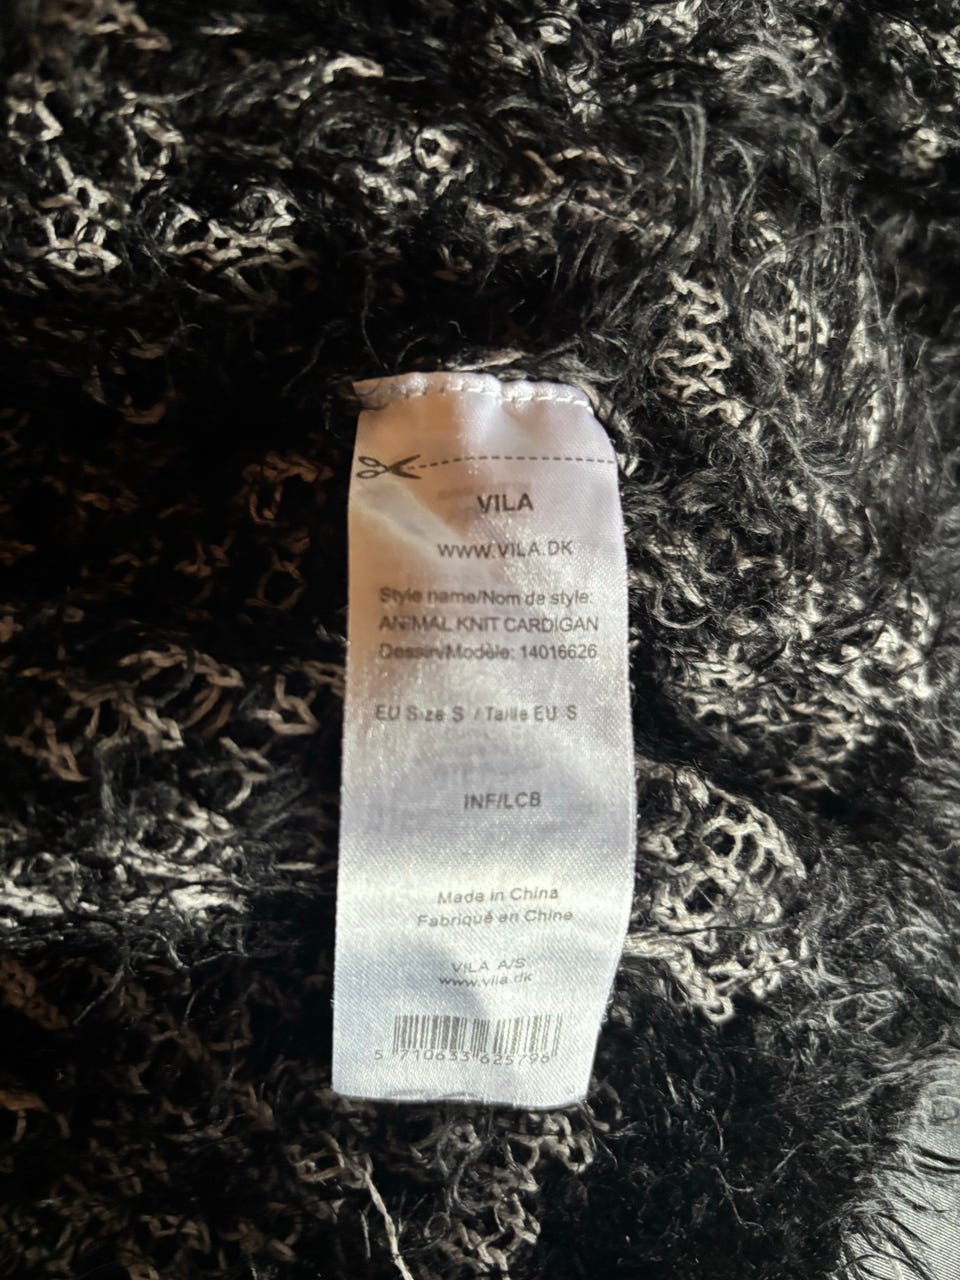 VILA
WWW.VILA.DK
Style name/Nom de style:
ANIMAL KNIT CARDIGAN
Dessin/Modèle: 14016626
EU Size S / Taille EU S
INF/LCB
Made in China
Fabriqué en Chine
VILA A/S
www.vila.dk
5 710633 625796